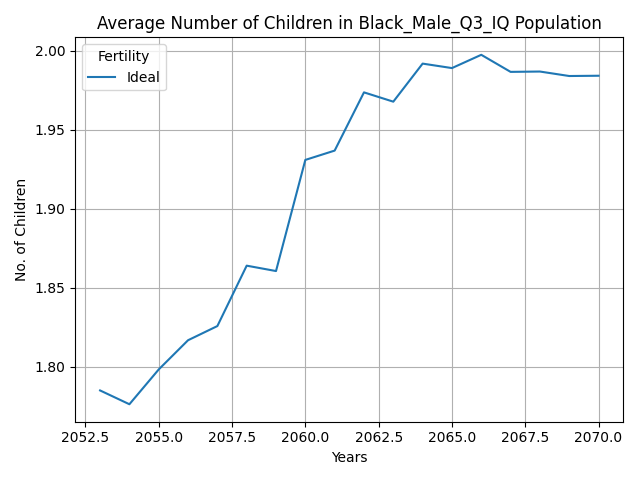 Average Number of Children in Black_Male_Q3_IQ Population
Fertility
Ideal
No. of Children
2.00
1.95
1.90
1.85
1.80
2052.5 2055.0 2057.5 2060.0 2062.5 2065.0 2067.5 2070.0
Years